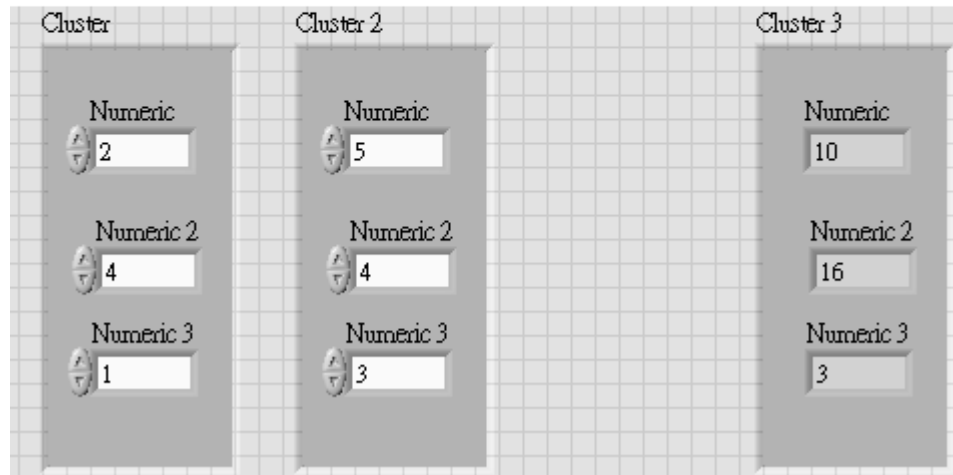 Cluster
Numeric
2
Numeric 2
4
Numeric 3
1
Cluster 2
Numeric
5
Numeric 2
4
Numeric 3
3
Cluster 3
Numeric
10
Numeric 2
16
Numeric 3
3